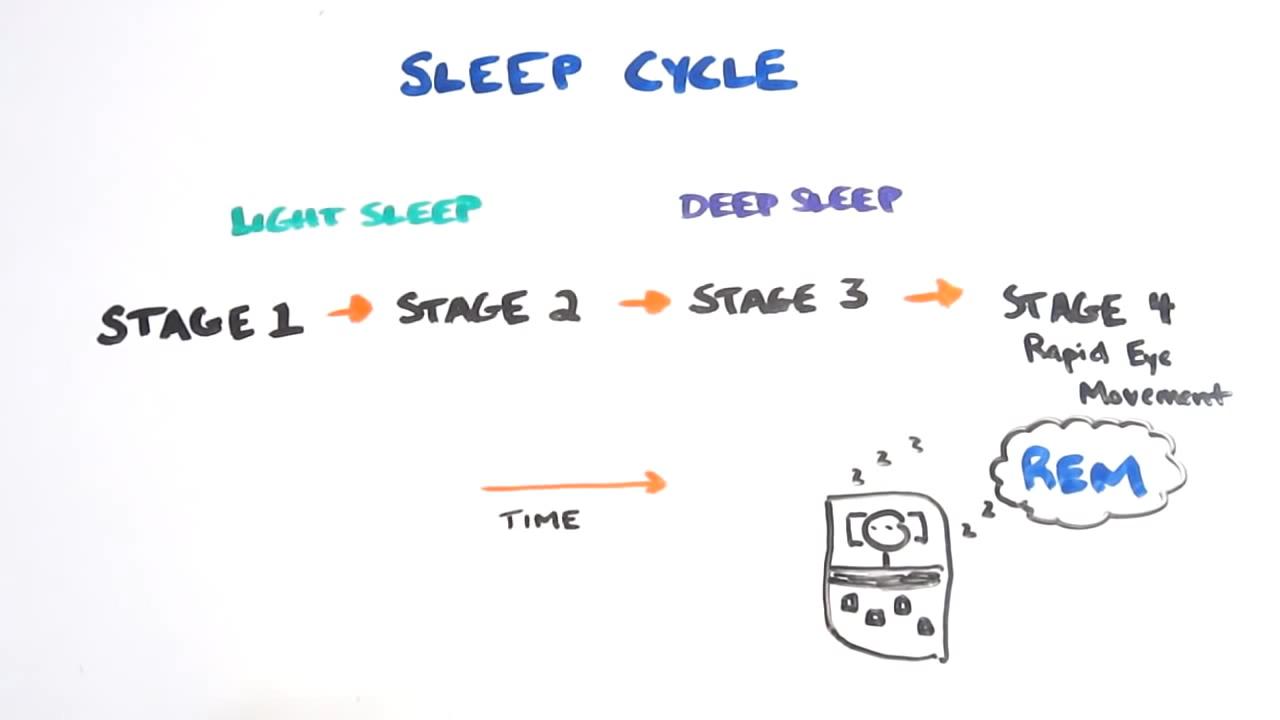 SLEEP CYCLE
LIGHT SLEEP
DEEP SLEEP
STAGE 1
STAGE 2
STAGE 3
STAGE 4
Rapid Eye
Movement
REM
z z z
z z
TIME